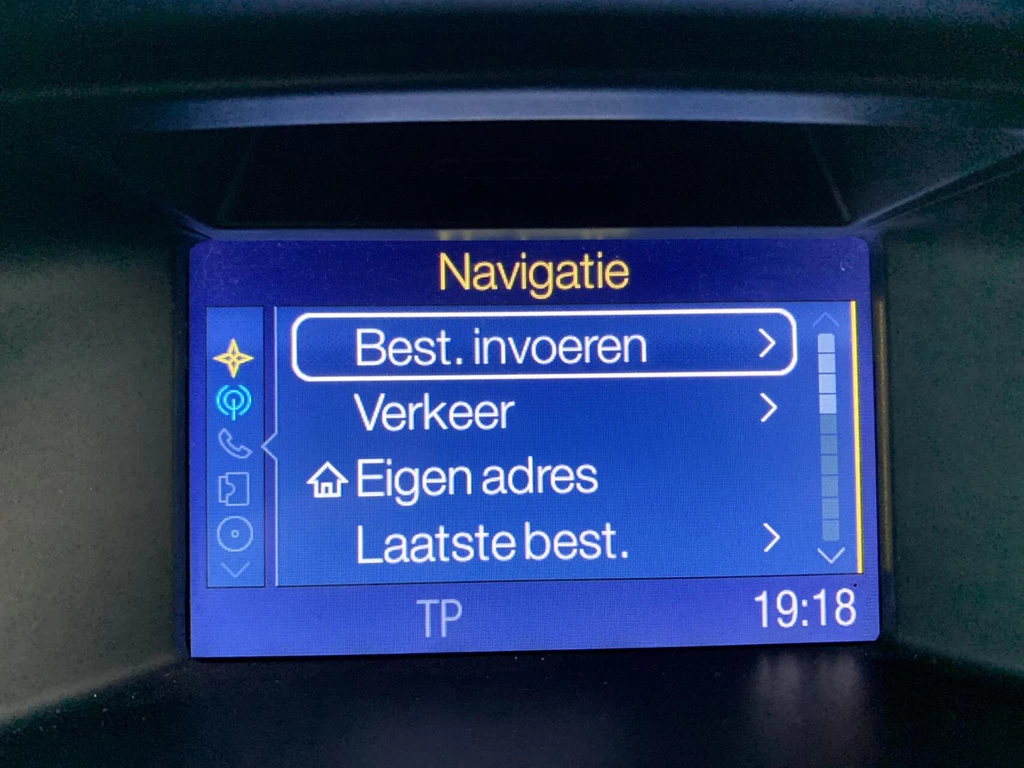 Navigatie
Best. invoeren
Verkeer
Eigen adres
Laatste best.
TP 19:18